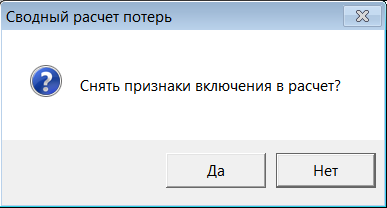 Сводный расчет потерь
Снять признаки включения в расчет?
Да
Нет